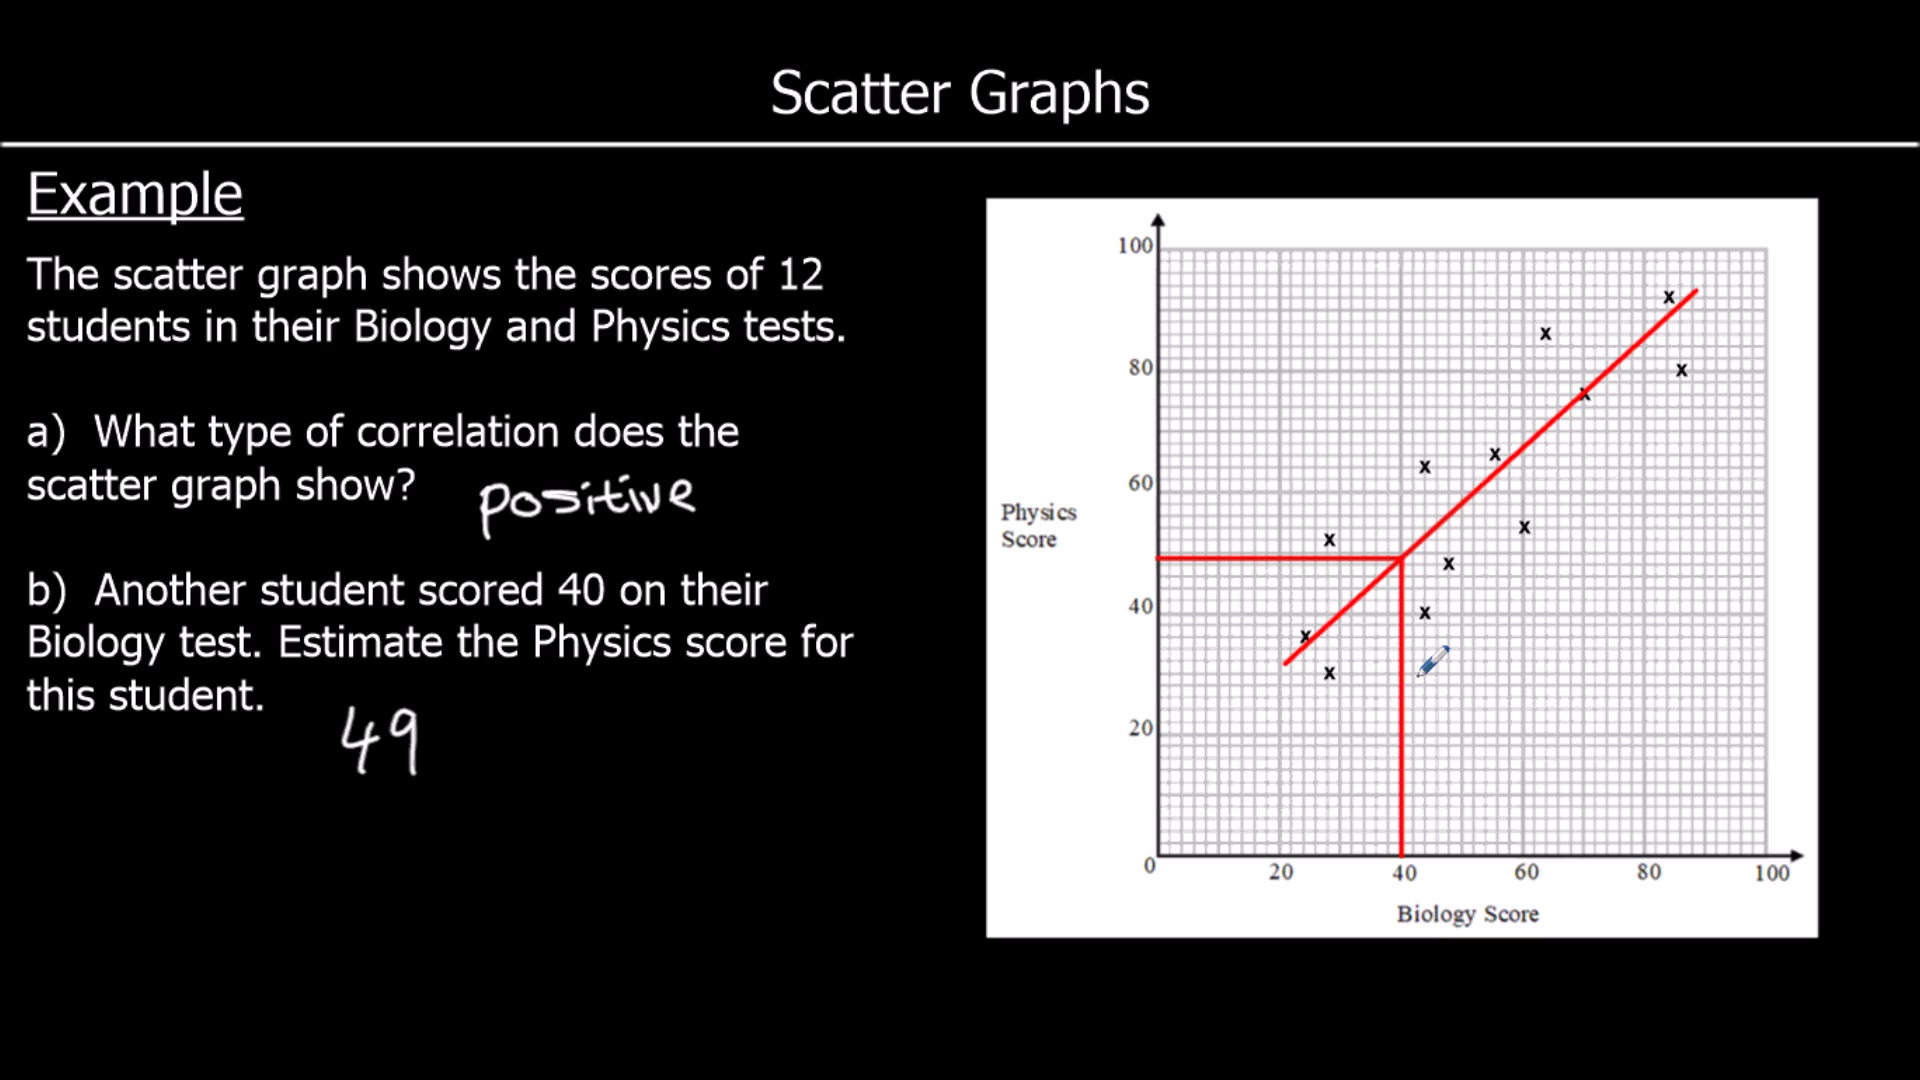 Scatter Graphs
Example
The scatter graph shows the scores of 12
students in their Biology and Physics tests.
a) What type of correlation does the
scatter graph show? positive
b) Another student scored 40 on their
Biology test. Estimate the Physics score for
this student.
49
100
80
60
Physics
Score
40
20
0
20 40 60 80 100
Biology Score